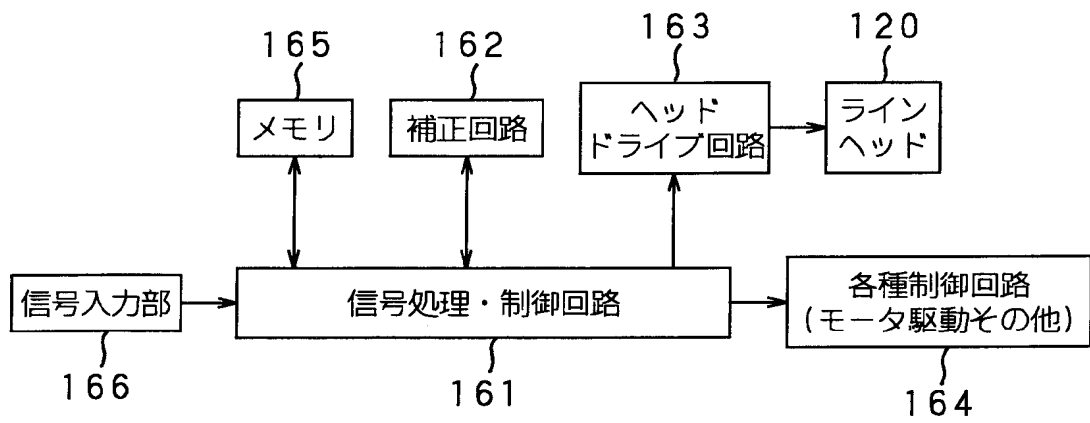 165
162
163
120
メモリ
補正回路
ヘッド
ドライブ回路
ライン
ヘッド
信号入力部
信号処理・制御回路
各種制御回路
(モータ駆動その他)
166
161
164